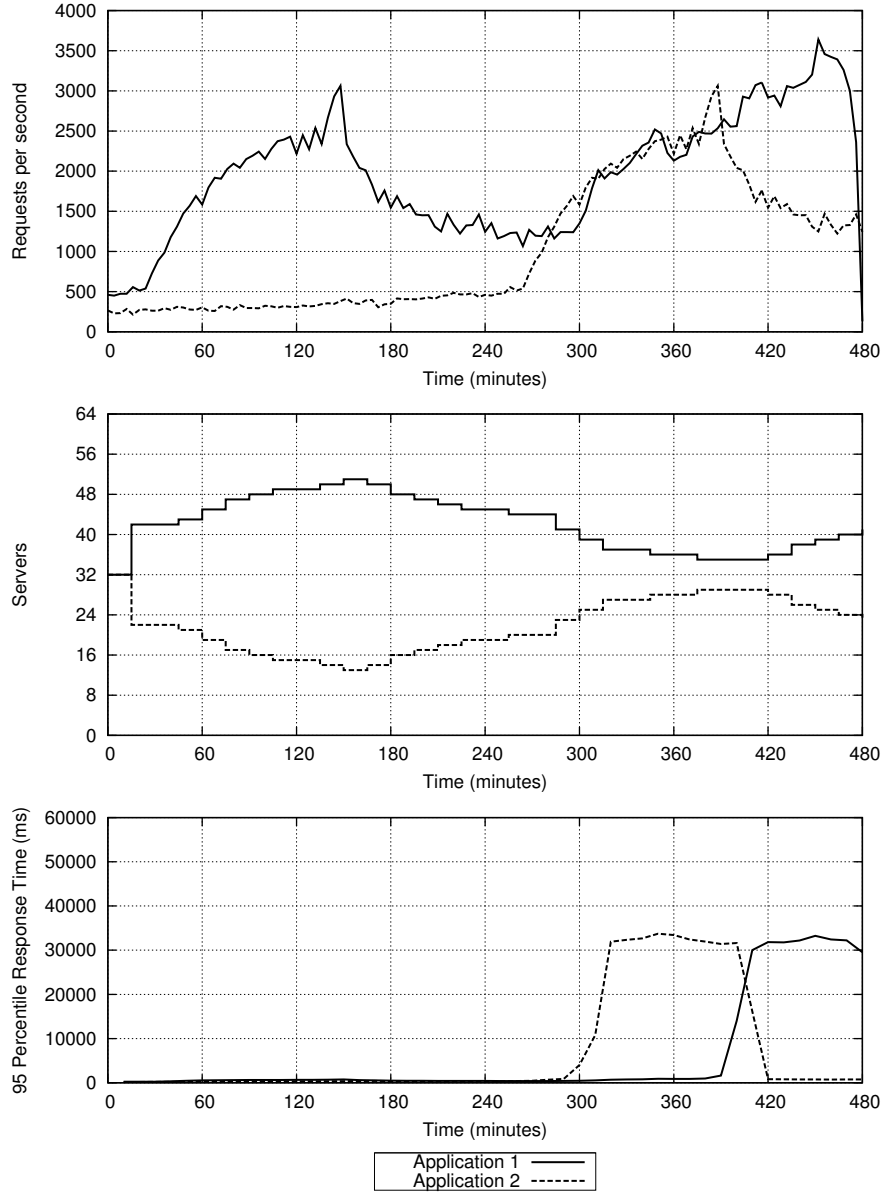 Requests per second
4000
3500
3000
2500
2000
1500
1000
500
0
0 60 120 180 240 300 360 420 480
Time (minutes)
Servers
64
56
48
40
32
24
16
8
0
0 60 120 180 240 300 360 420 480
Time (minutes)
95 Percentile Response Time (ms)
60000
50000
40000
30000
20000
10000
0
0 60 120 180 240 300 360 420 480
Time (minutes)
Application 1
Application 2